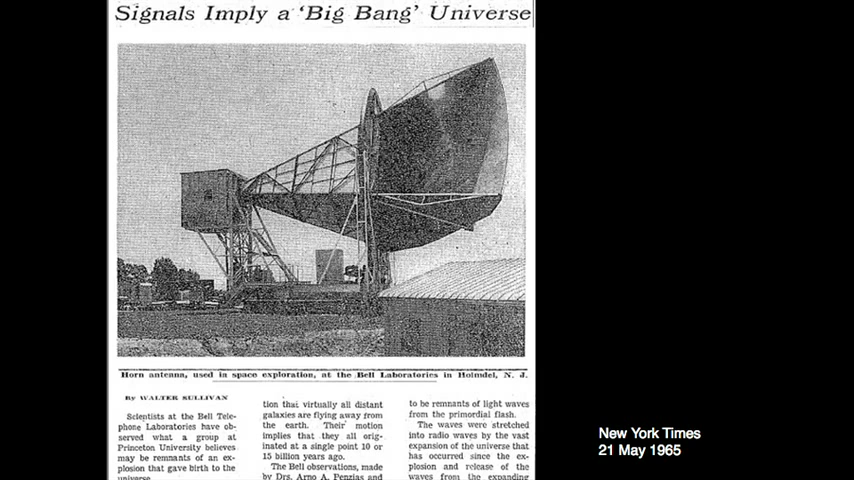 Signals Imply a ‘Big Bang’ Universe
Horn antenna, used in space exploration, at the Bell Laboratories in Holmdel, N. J.
By WALTER SULLIVAN
Scientists at the Bell Tele-
phone Laboratories have ob-
served what a group at
Princeton University believes
may be remnants of an ex-
plosion that gave birth to the
universe.
tion that virtually all distant
galaxies are flying away from
the earth. Their motion
implies that they all orig-
inated at a single point 10 or
15 billion years ago.
The Bell observations, made
by Drs. Arno A. Penzias and
to be remnants of light waves
from the primordial flash.
The waves were stretched
into radio waves by the vast
expansion of the universe that
has occurred since the ex-
plosion and release of the
waves from the expanding
New York Times
21 May 1965